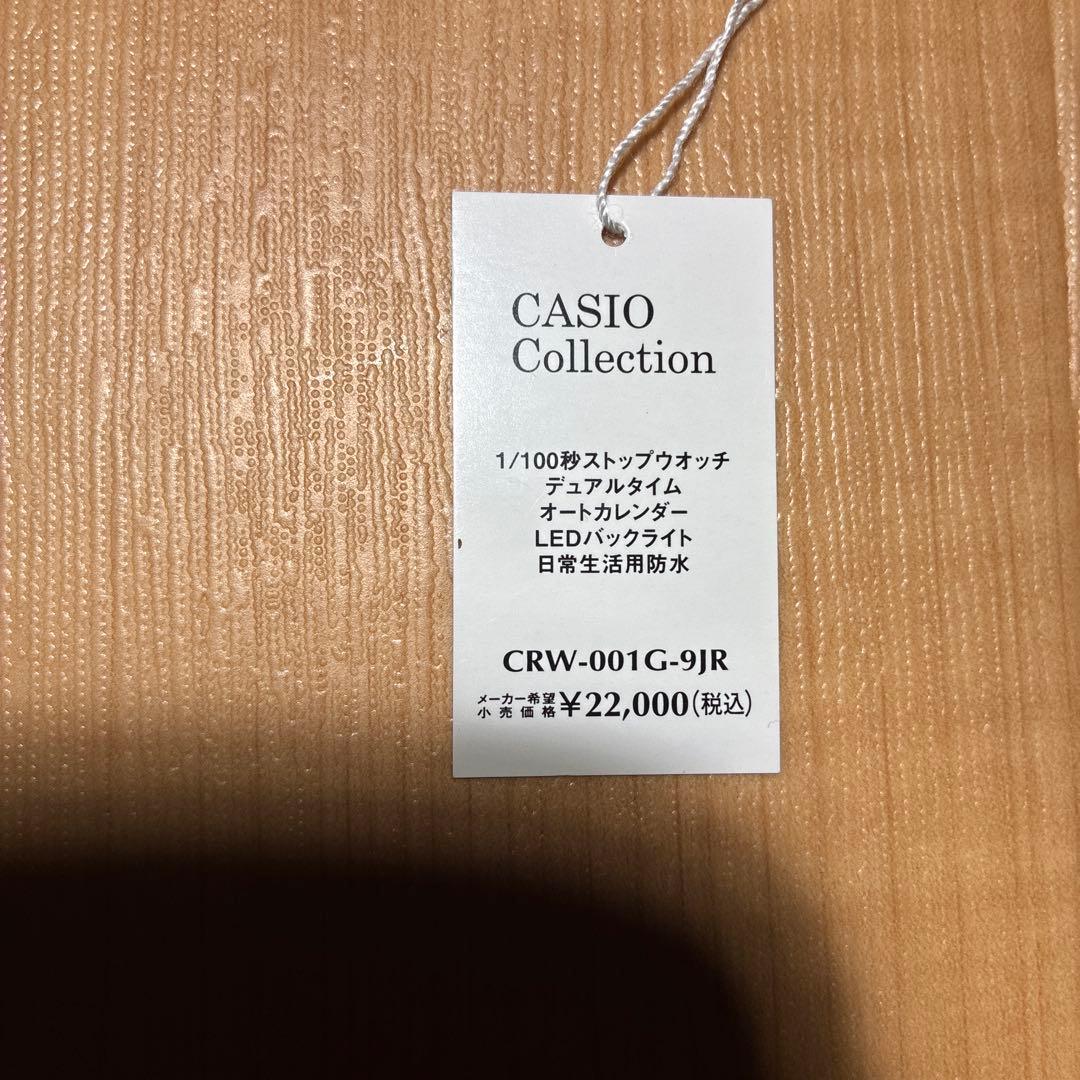 CASIO
Collection
1/100秒ストップウオッチ
デュアルタイム
オートカレンダー
LEDバックライト
日常生活用防水
CRW-001G-9JR
メーカー希望
小売価格 ¥22,000(税込)